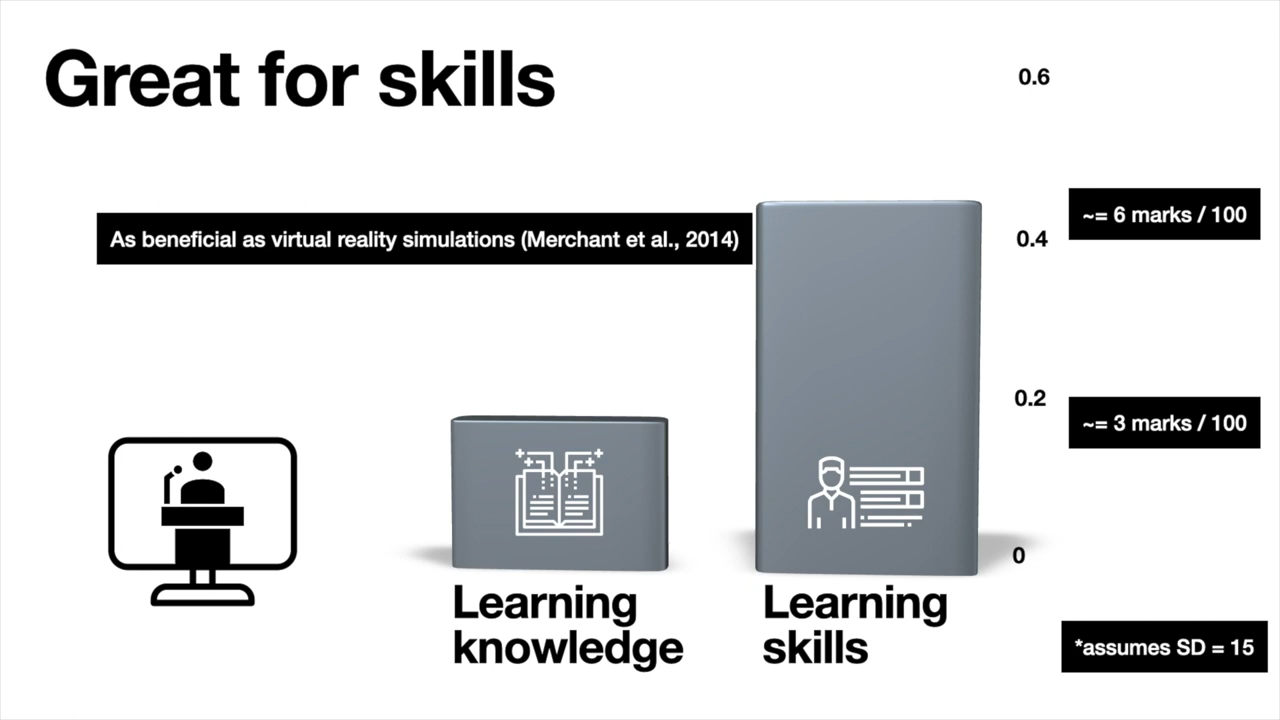 Great for skills
0.6
~= 6 marks / 100
As beneficial as virtual reality simulations (Merchant et al., 2014)
0.4
0.2
~= 3 marks / 100
0
Learning
knowledge
Learning
skills
*assumes SD = 15